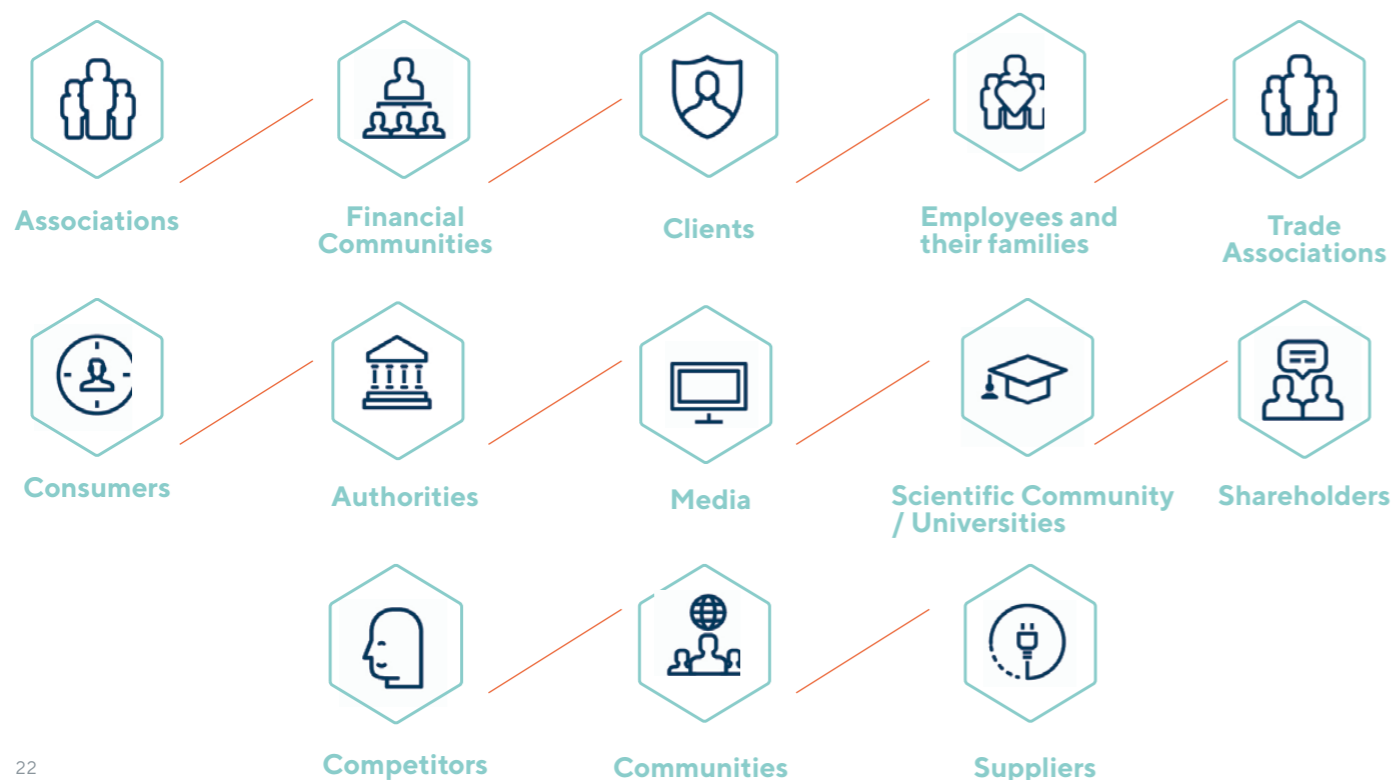 Associations
Financial
Communities
Clients
Employees and
their families
Trade
Associations
Consumers
Authorities
Media
Scientific Community
/ Universities
Shareholders
Competitors
Communities
Suppliers
22